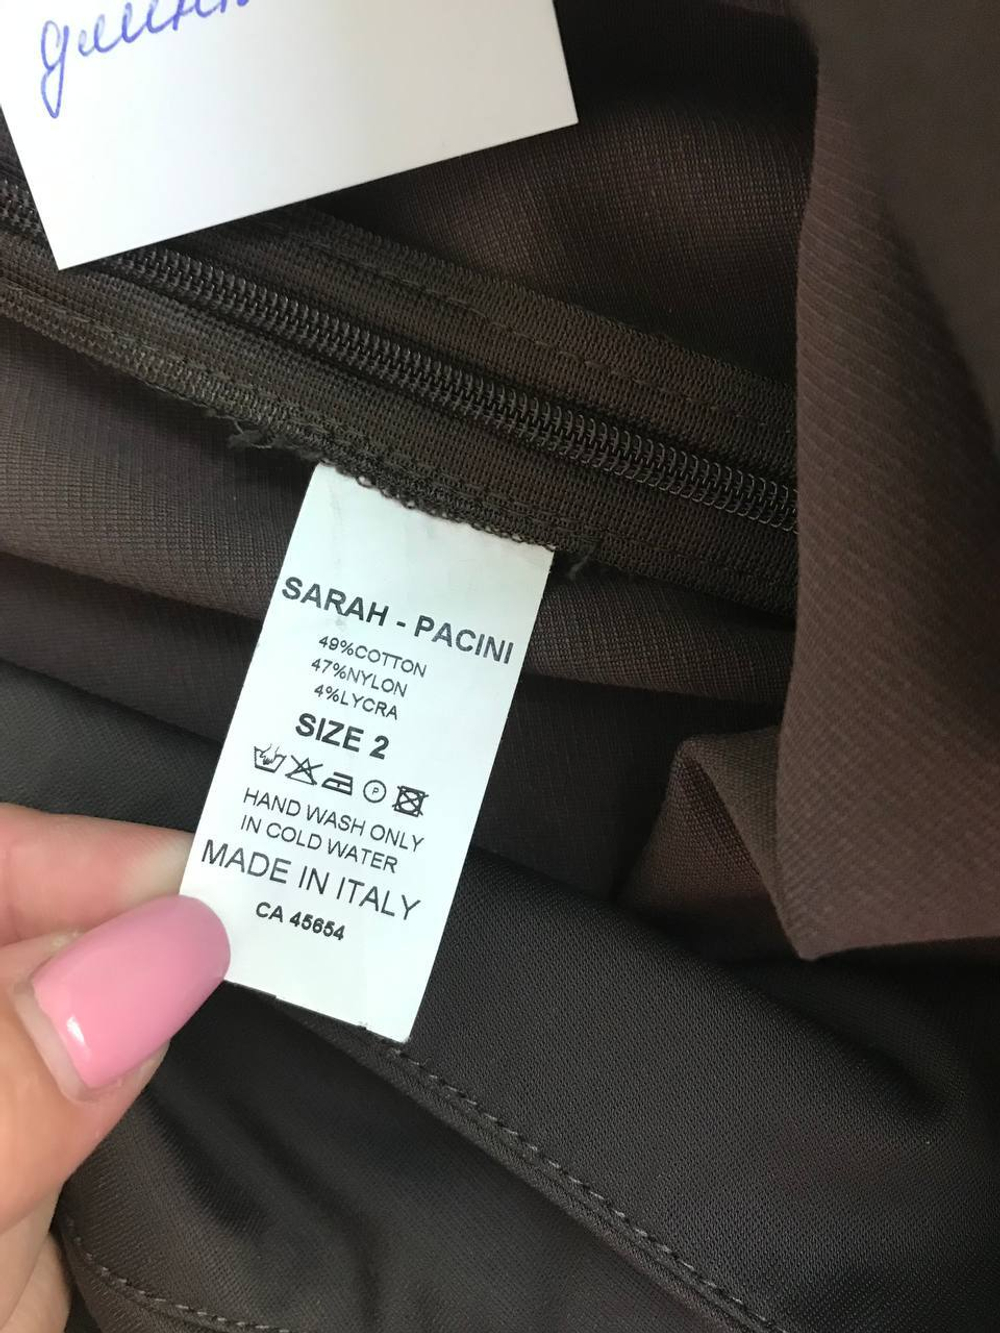 SARAH - PACINI
49%COTTON
47%NYLON
4%LYCRA
SIZE 2
P
HAND WASH ONLY
IN COLD WATER
MADE IN ITALY
CA 45654